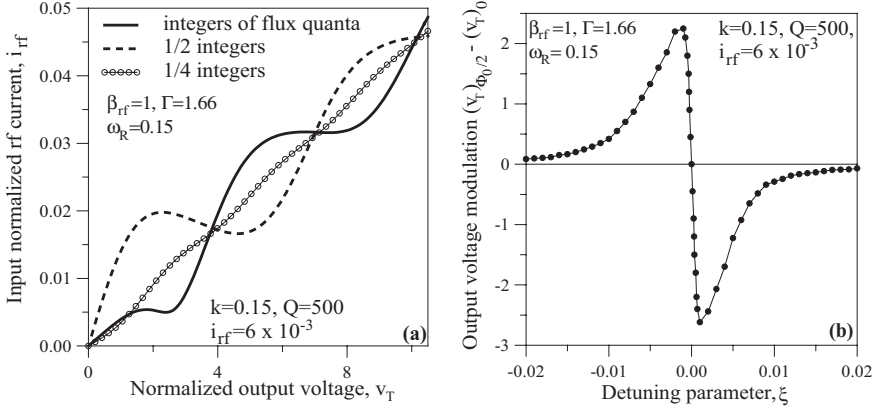 integers of flux quanta
1/2 integers
1/4 integers
β_rf=1, Γ=1.66
ω_R=0.15
k=0.15, Q=500
i_rf=6 x 10^-3
(a)
0.05
0.04
0.03
0.02
0.01
0.00
0
4
8
Input normalized rf current, i_rf
Normalized output voltage, v_T
β_rf=1, Γ=1.66
ω_R=0.15
k=0.15, Q=500,
i_rf=6 x 10^-3
(b)
2
1
0
-1
-2
-3
-0.02
-0.01
0.00
0.01
0.02
Output voltage modulation (v_T)_Φ0/2 - (v_T)_0
Detuning parameter, ξ